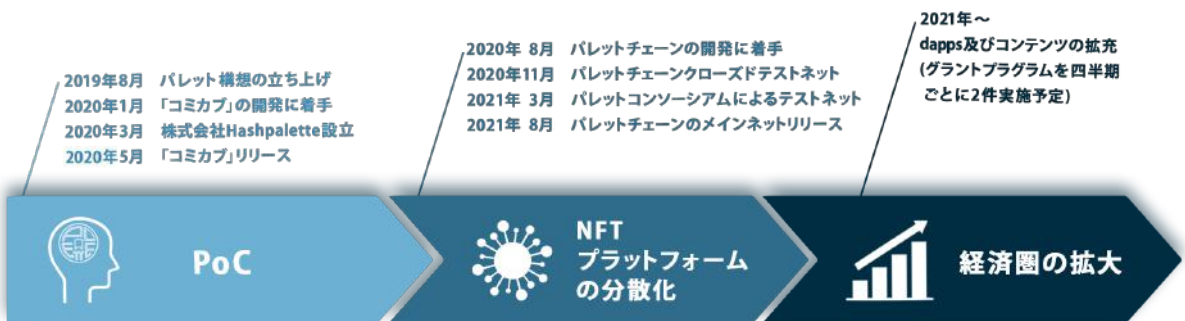 2019年8月 パレット構想の立ち上げ
2020年1月 「コミカブ」の開発に着手
2020年3月 株式会社Hashpalette設立
2020年5月 「コミカブ」リリース
2020年 8月 パレットチェーンの開発に着手
2020年11月 パレットチェーンクローズドテストネット
2021年 3月 パレットコンソーシアムによるテストネット
2021年 8月 パレットチェーンのメインネットリリース
2021年～
dapps及びコンテンツの拡充
(グラントプラグラムを四半期
ごとに2件実施予定)
PoC
NFT
プラットフォーム
の分散化
経済圏の拡大